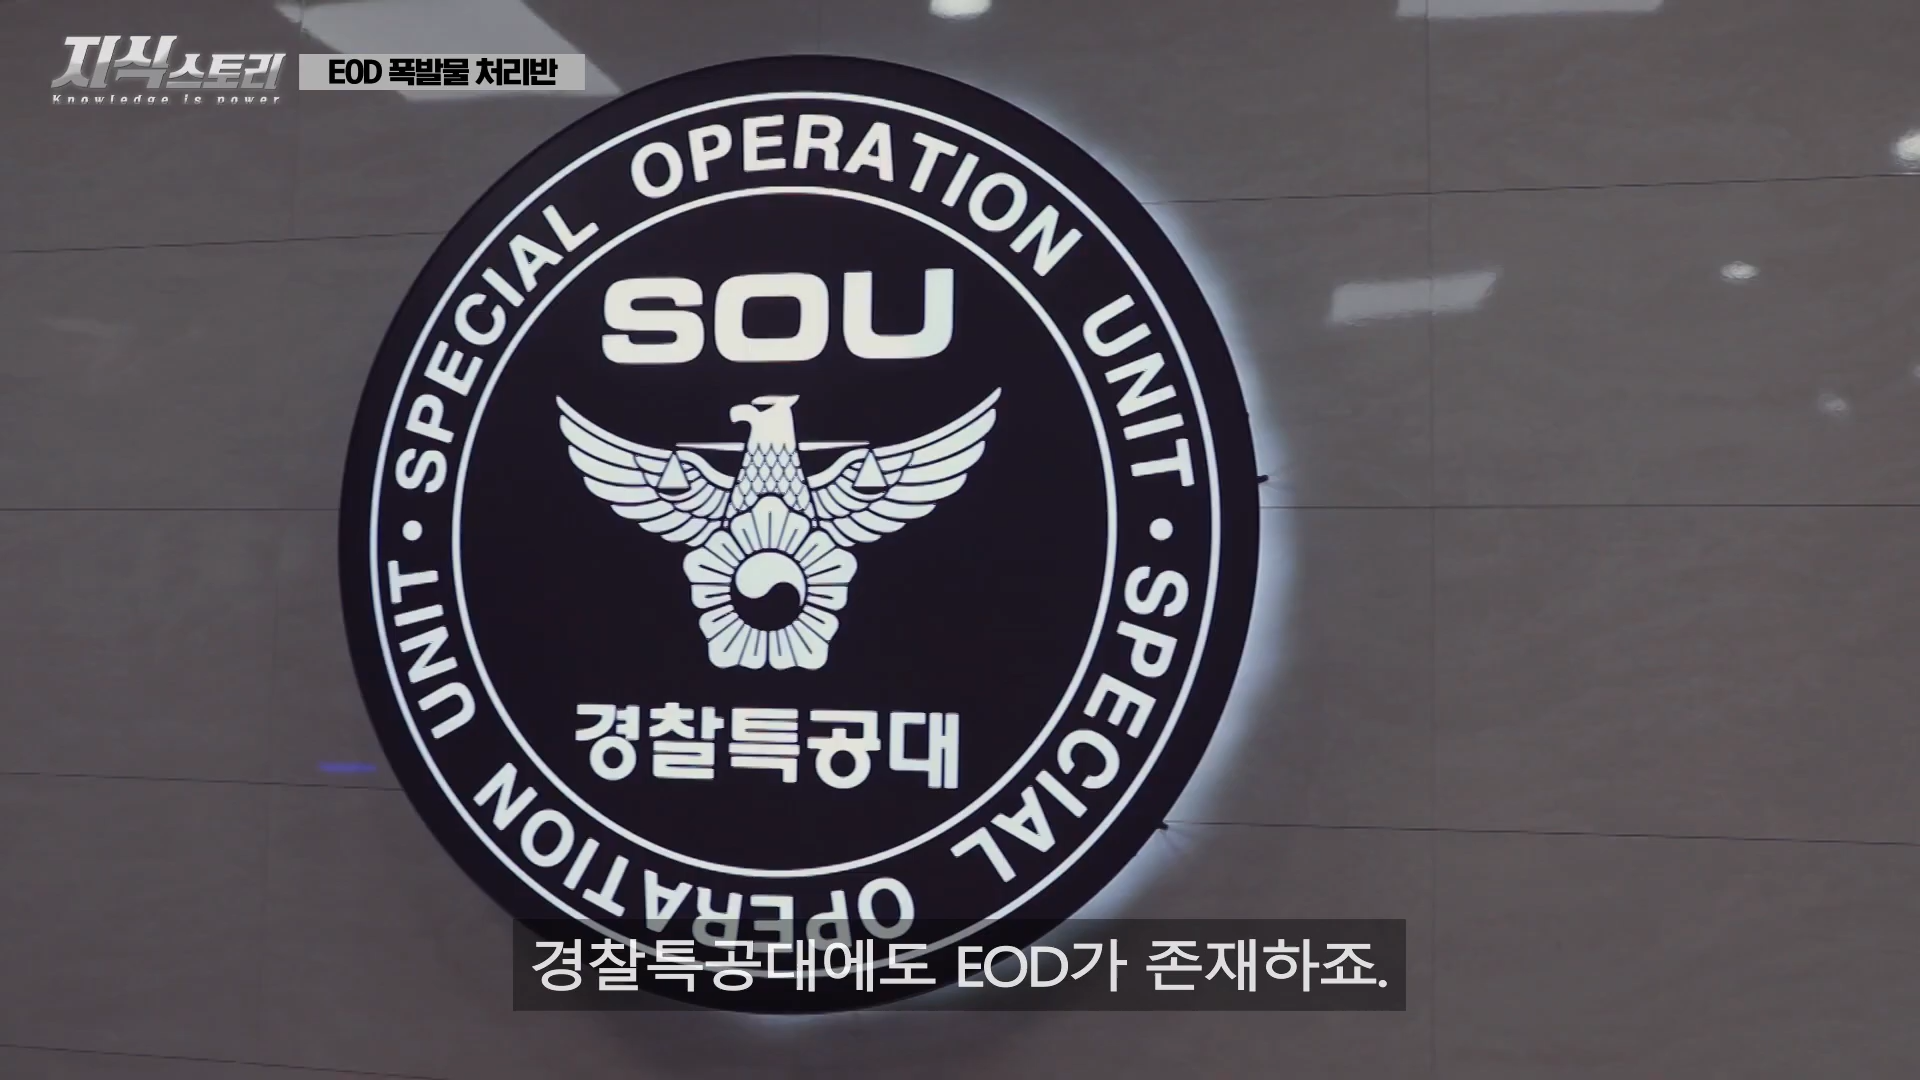 지식스토리
Knowledge is power
EOD 폭발물 처리반
SPECIAL OPERATION UNIT · SPECIAL OPERATION UNIT ·
SOU
경찰특공대
경찰특공대에도 EOD가 존재하죠.